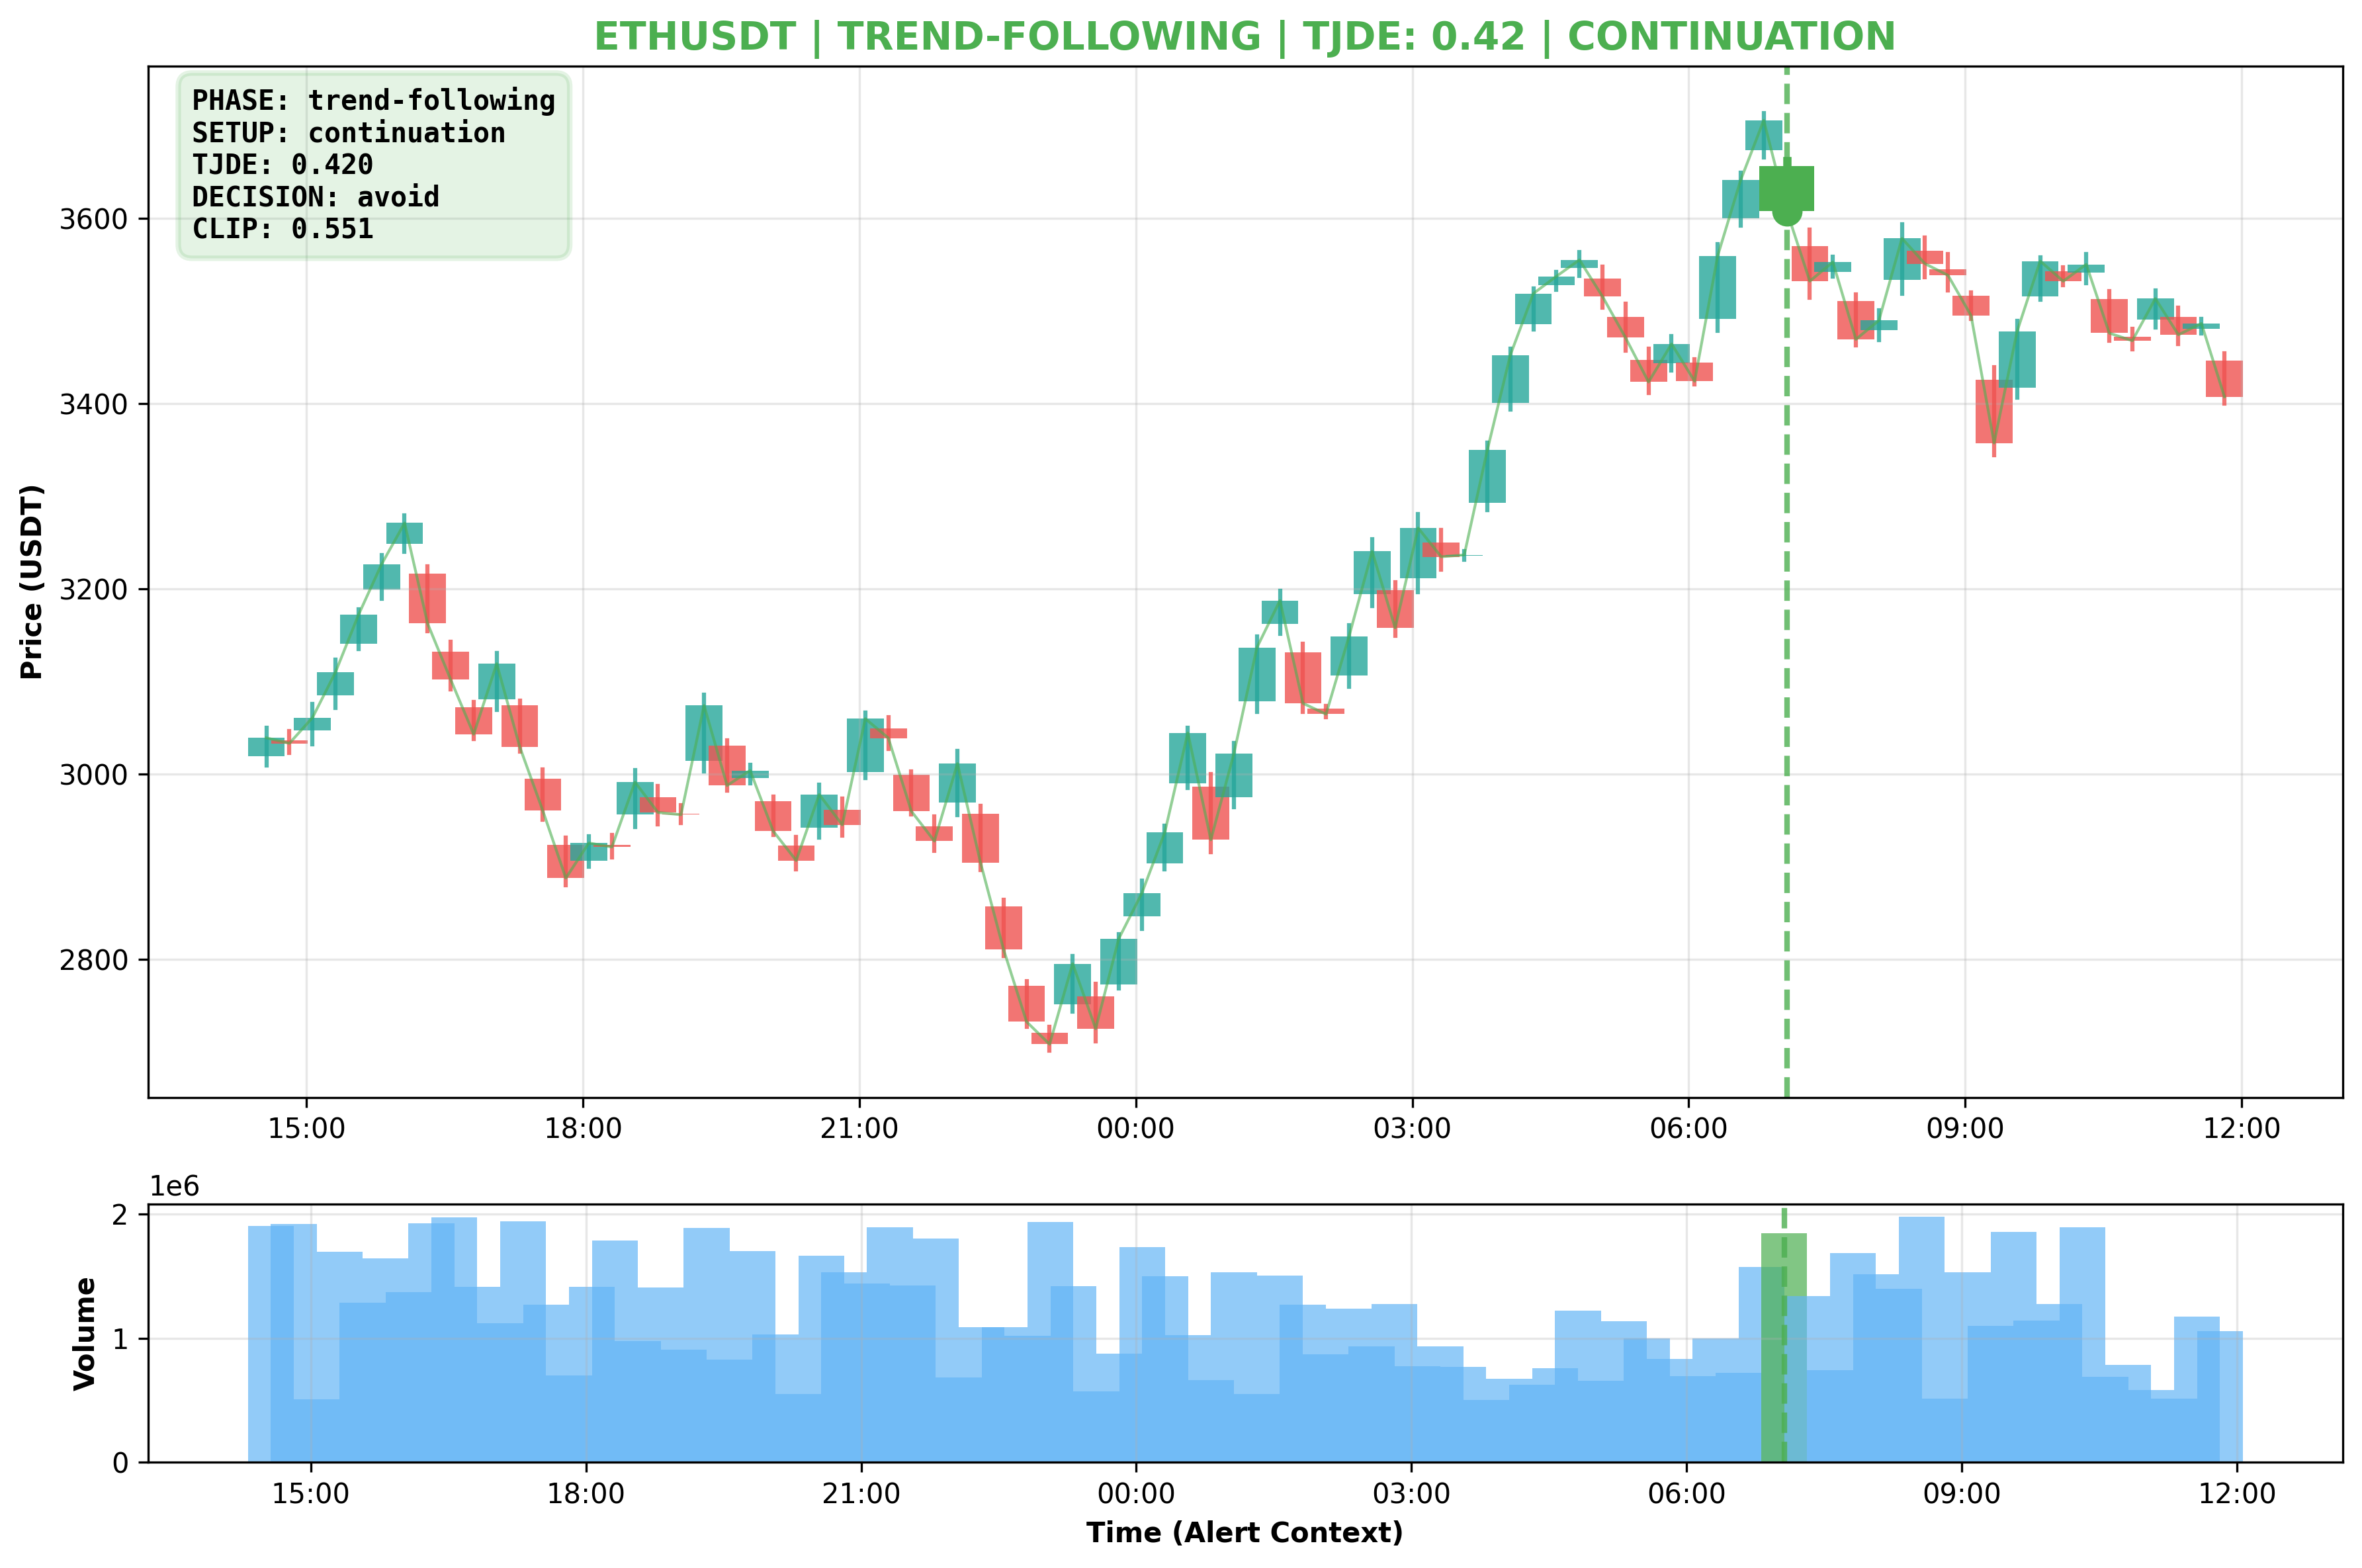 ETHUSDT | TREND-FOLLOWING | TJDE: 0.42 | CONTINUATION
PHASE: trend-following
SETUP: continuation
TJDE: 0.420
DECISION: avoid
CLIP: 0.551
Price (USDT)
3600
3400
3200
3000
2800
15:00 18:00 21:00 00:00 03:00 06:00 09:00 12:00
1e6
Volume
2
1
0
15:00 18:00 21:00 00:00 03:00 06:00 09:00 12:00
Time (Alert Context)